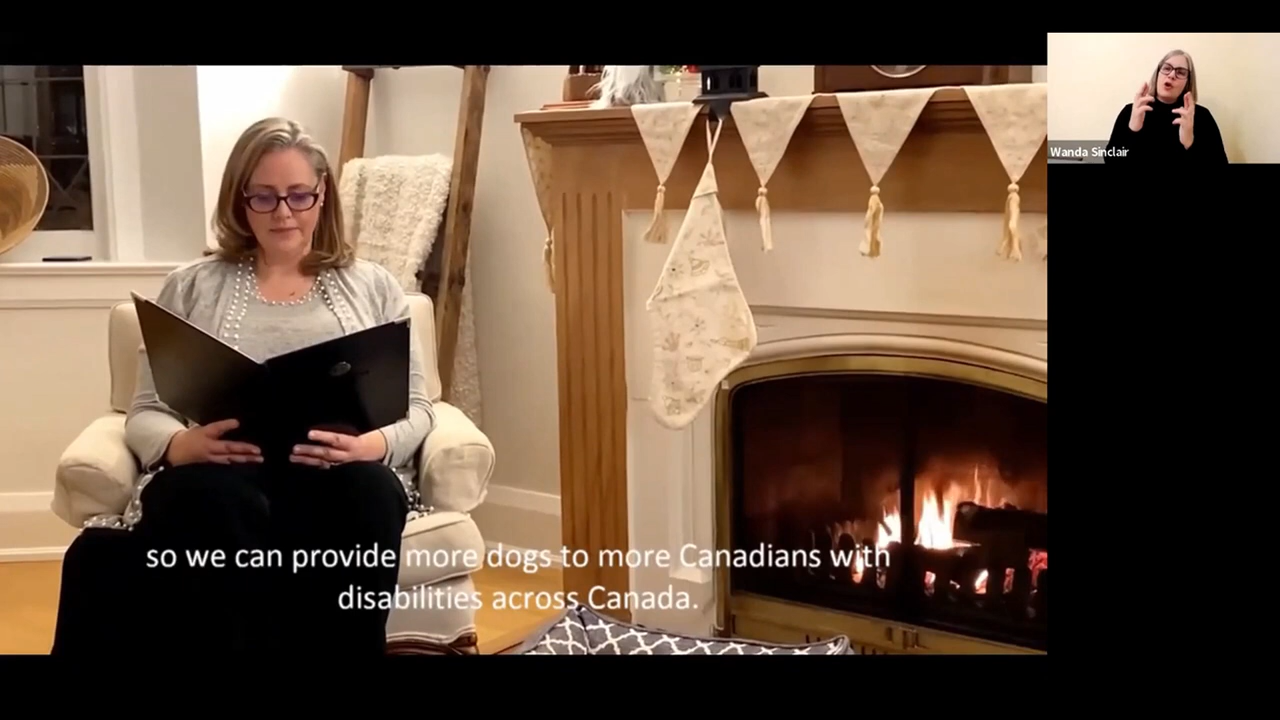 Wanda Sinclair
so we can provide more dogs to more Canadians with
disabilities across Canada.